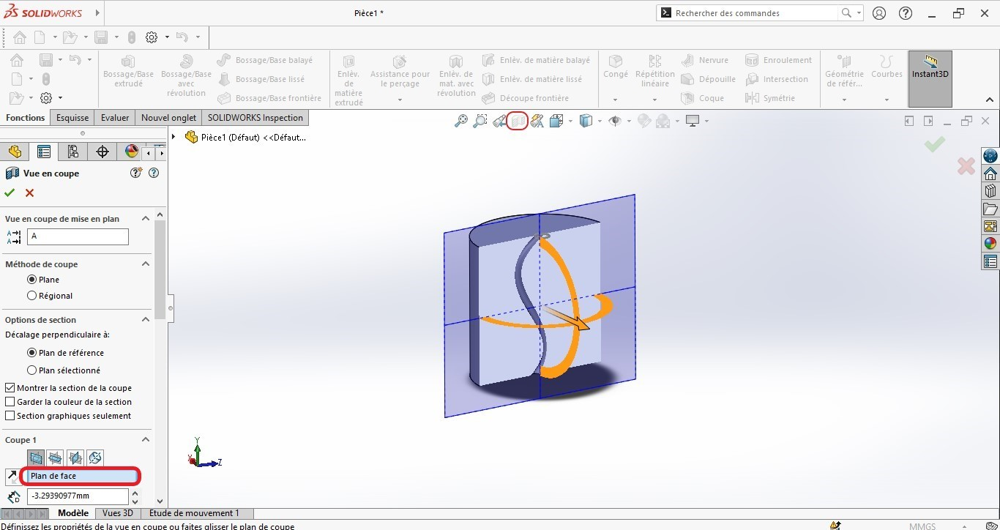 SOLIDWORKS
Pièce1 *
Rechercher des commandes
Bossage/Base extrudé
Bossage/Base avec révolution
Bossage/Base balayé
Bossage/Base lissé
Bossage/Base frontière
Enlèv. de matière extrudé
Assistance pour le perçage
Enlèv. de mat. avec révolution
Enlèv. de matière balayé
Enlèv. de matière lissé
Découpe frontière
Congé
Répétition linéaire
Nervure
Dépouille
Coque
Enroulement
Intersection
Symétrie
Géométrie de référ...
Courbes
Instant3D
Fonctions
Esquisse
Evaluer
Nouvel onglet
SOLIDWORKS Inspection
Pièce1 (Défaut) <<Défaut...
Vue en coupe
Vue en coupe de mise en plan
A
Méthode de coupe
Plane
Régional
Options de section
Décalage perpendiculaire à:
Plan de référence
Plan sélectionné
Montrer la section de la coupe
Garder la couleur de la section
Section graphiques seulement
Coupe 1
Plan de face
-3.29390977mm
Y
X
Z
Modèle
Vues 3D
Etude de mouvement 1
Définissez les propriétés de la vue en coupe ou faites glisser le plan de coupe
MMGS